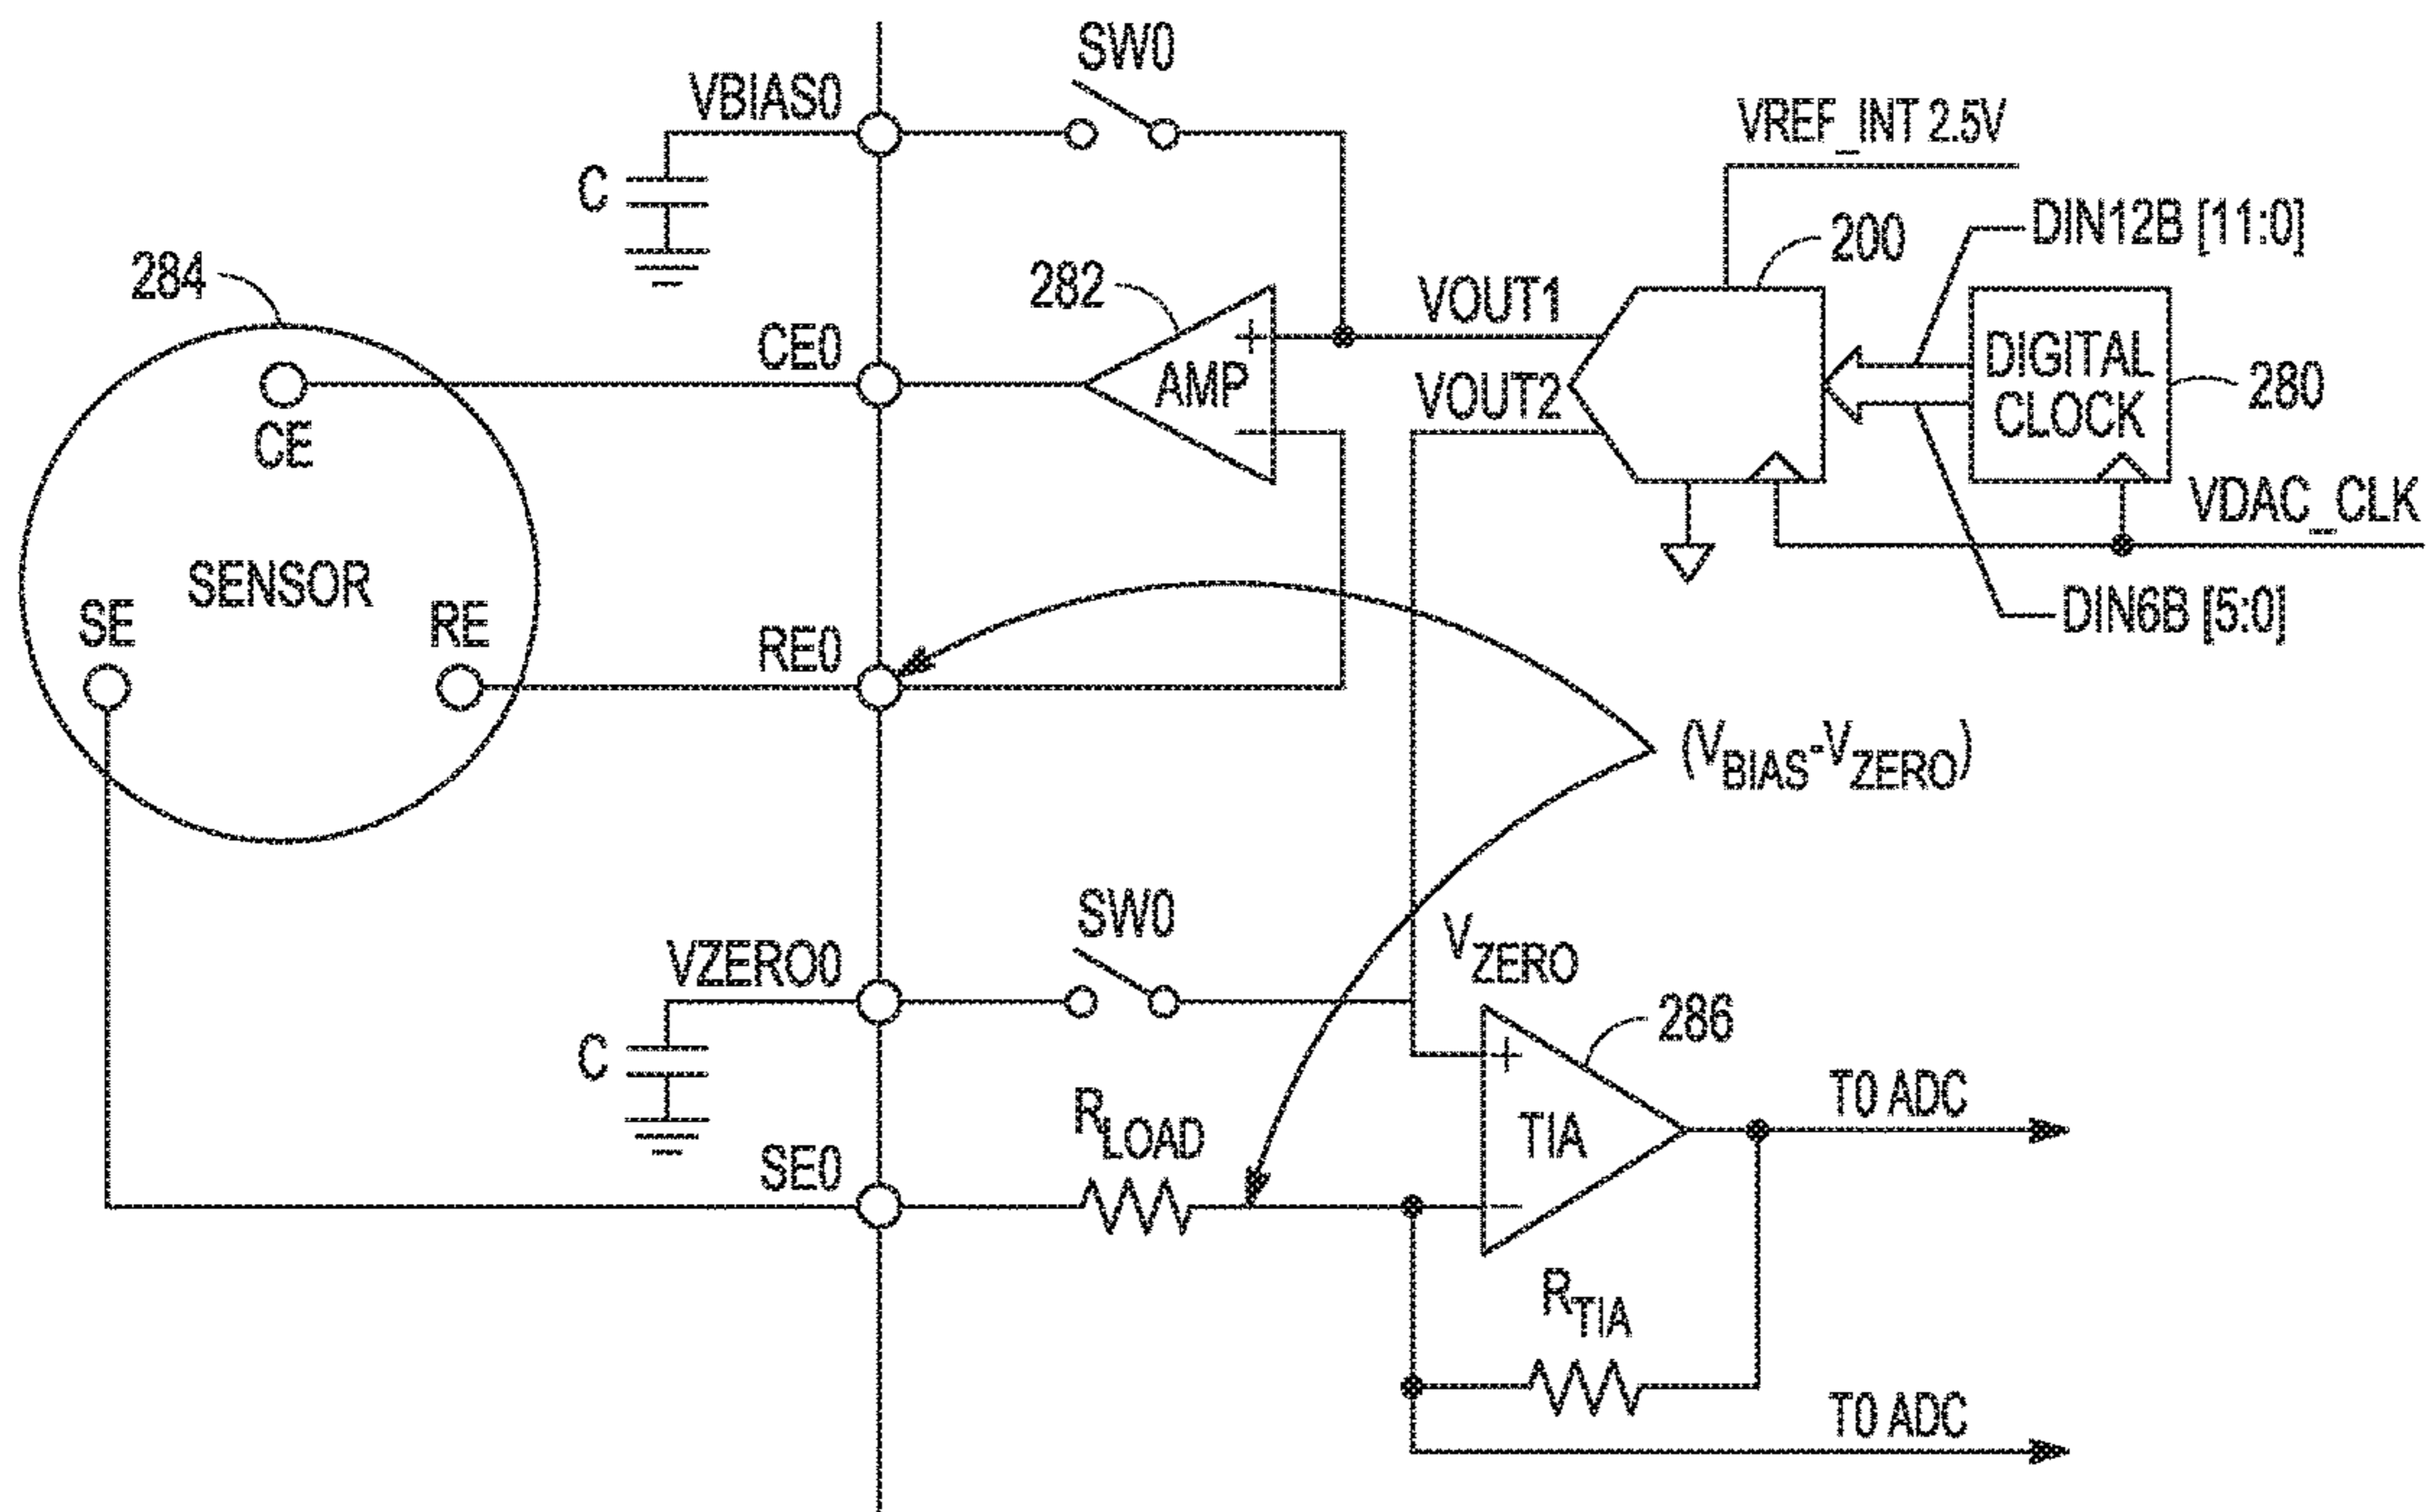 SW0
VBIAS0
VREF_INT 2.5V
C
200
DIN12B [11:0]
284
282
VOUT1
CE0
AMP
+
−
VOUT2
DIGITAL
CLOCK
280
CE
VDAC_CLK
SENSOR
SE
RE
RE0
DIN6B [5:0]
(VBIAS-VZERO)
SW0
VZERO0
VZERO
286
C
RLOAD
+
TIA
−
TO ADC
SE0
RTIA
TO ADC